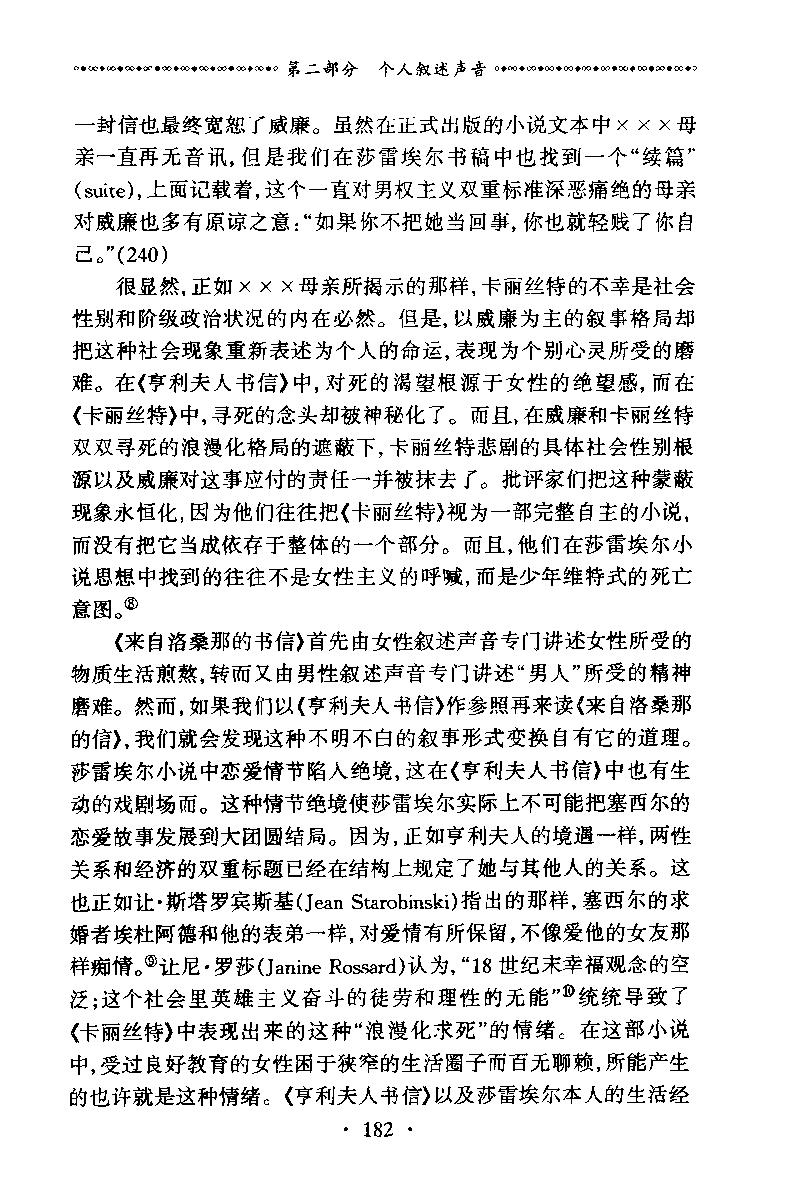 第二部分 个人叙述声音
一封信也最终宽恕了威廉。虽然在正式出版的小说文本中×××母
亲一直再无音讯,但是我们在莎雷埃尔书稿中也找到一个“续篇”
(suite),上面记载着,这个一直对男权主义双重标准深恶痛绝的母亲
对威廉也多有原谅之意:“如果你不把她当回事,你也就轻贱了你自
己。”(240)
很显然,正如×××母亲所揭示的那样,卡丽丝特的不幸是社会
性别和阶级政治状况的内在必然。但是,以威廉为主的叙事格局却
把这种社会现象重新表述为个人的命运,表现为个别心灵所受的磨
难。在《亨利夫人书信》中,对死的渴望根源于女性的绝望感,而在
《卡丽丝特》中,寻死的念头却被神秘化了。而且,在威廉和卡丽丝特
双双寻死的浪漫化格局的遮蔽下,卡丽丝特悲剧的具体社会性别根
源以及威廉对这事应付的责任一并被抹去了。批评家们把这种蒙蔽
现象永恒化,因为他们往往把《卡丽丝特》视为一部完整自主的小说,
而没有把它当成依存于整体的一个部分。而且,他们在莎雷埃尔小
说思想中找到的往往不是女性主义的呼喊,而是少年维特式的死亡
意图。⑧
《来自洛桑那的书信》首先由女性叙述声音专门讲述女性所受的
物质生活煎熬,转而又由男性叙述声音专门讲述“男人”所受的精神
磨难。然而,如果我们以《亨利夫人书信》作参照再来读《来自洛桑那
的信》,我们就会发现这种不明不白的叙事形式变换自有它的道理。
莎雷埃尔小说中恋爱情节陷人绝境,这在《亨利夫人书信》中也有生
动的戏剧场而。这种情节绝境使莎雷埃尔实际上不可能把塞西尔的
恋爱故事发展到大团圆结局。因为,正如亨利夫人的境遇一样,两性
关系和经济的双重标题已经在结构上规定了她与其他人的关系。这
也正如让·斯塔罗宾斯基(Jean Starobinski)指出的那样,塞西尔的求
婚者埃杜阿德和他的表弟一样,对爱情有所保留,不像爱他的女友那
样痴情。⑨让尼·罗莎(Janine Rossard)认为,“18世纪末幸福观念的空
泛;这个社会里英雄主义奋斗的徒劳和理性的无能”⑩统统导致了
《卡丽丝特》中表现出来的这种“浪漫化求死”的情绪。在这部小说
中,受过良好教育的女性困于狭窄的生活圈子而百无聊赖,所能产生
的也许就是这种情绪。《亨利夫人书信》以及莎雷埃尔本人的生活经
· 182 ·